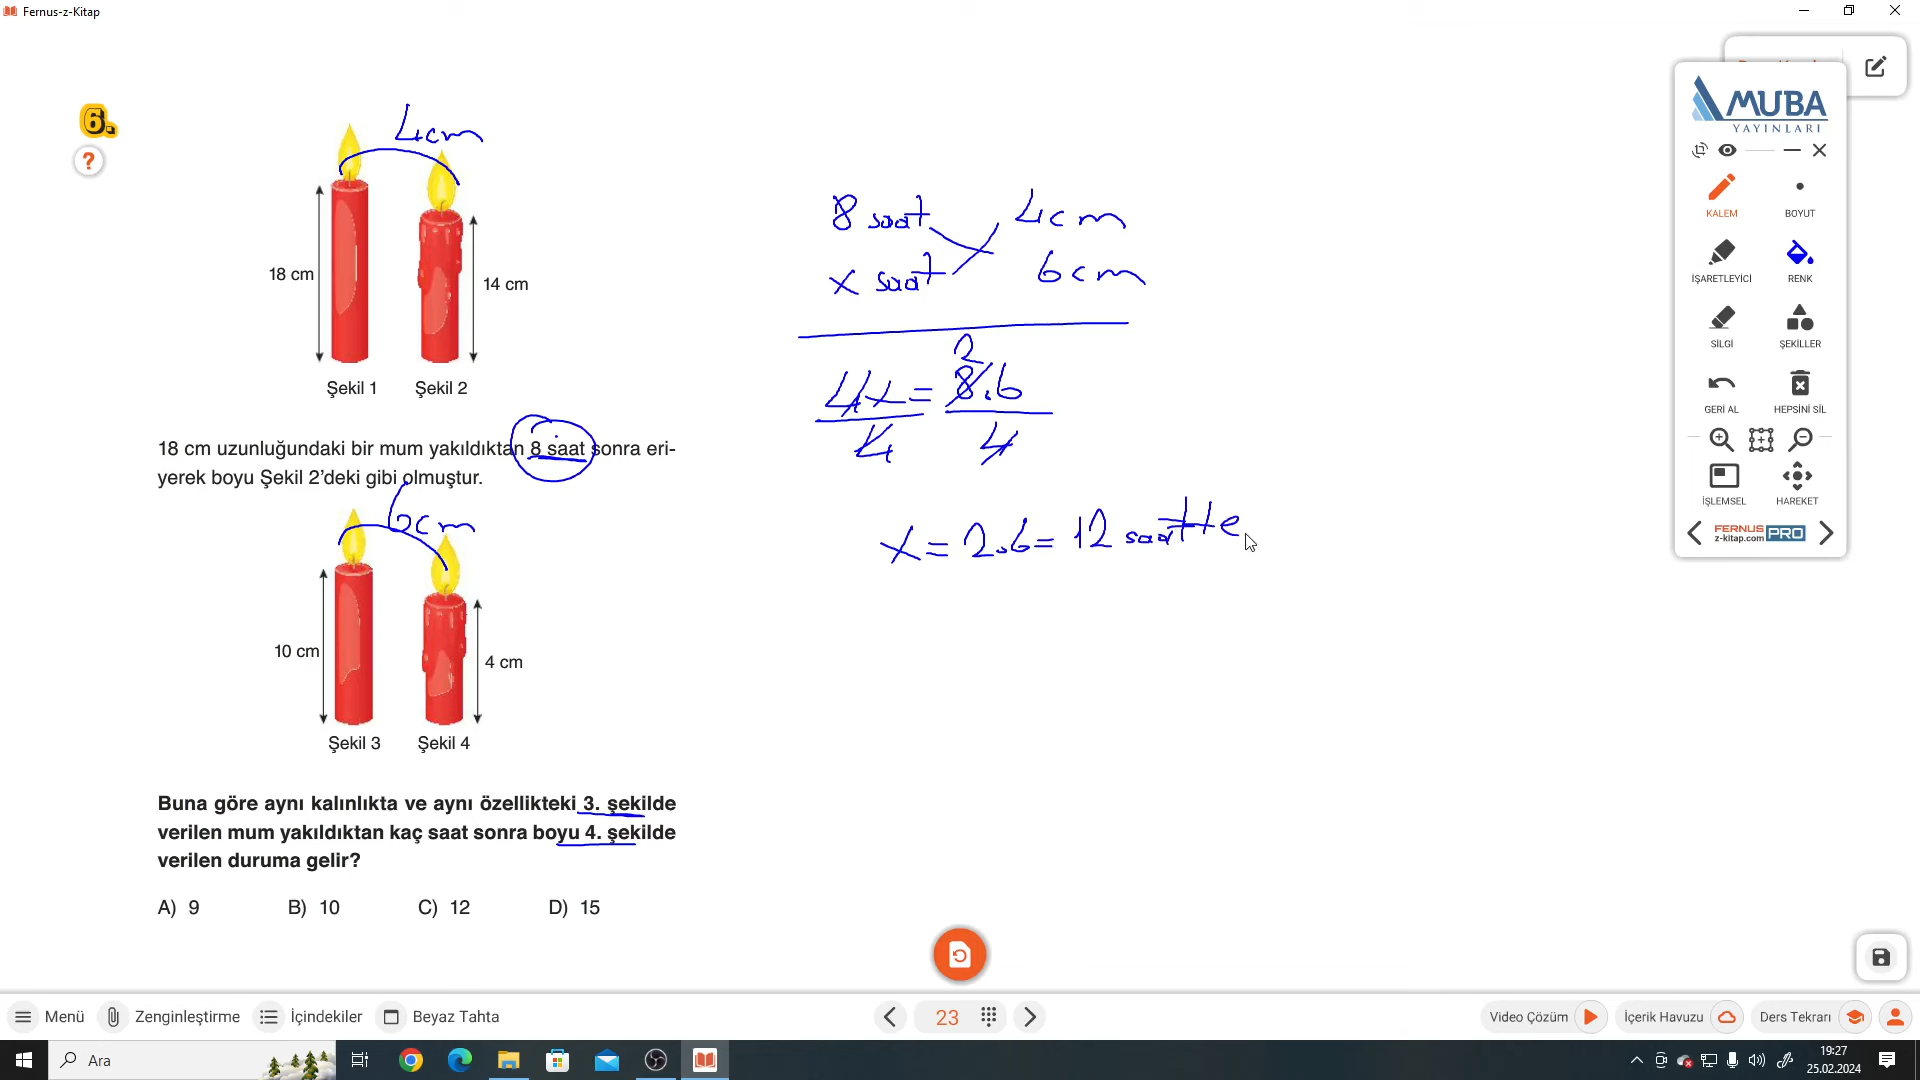 Fernus-z-Kitap
6.
?
4cm
18 cm
14 cm
Şekil 1
Şekil 2
18 cm uzunluğundaki bir mum yakıldıktan 8 saat sonra eri-
yerek boyu Şekil 2'deki gibi olmuştur.
6cm
10 cm
4 cm
Şekil 3
Şekil 4
Buna göre aynı kalınlıkta ve aynı özellikteki 3. şekilde
verilen mum yakıldıktan kaç saat sonra boyu 4. şekilde
verilen duruma gelir?
A) 9 B) 10 C) 12 D) 15
8 saat 4cm
x saat 6cm
2
4x = 8.6
4 4
x = 2.6 = 12 saatte
MUBA
YAYINLARI
KALEM
BOYUT
İŞARETLEYİCİ
RENK
SİLGİ
ŞEKİLLER
GERİ AL
HEPSİNİ SİL
İŞLEMSEL
HAREKET
FERNUS
z-kitap.com PRO
Menü
Zenginleştirme
İçindekiler
Beyaz Tahta
23
Video Çözüm
İçerik Havuzu
Ders Tekrarı
Ara
19:27
25.02.2024